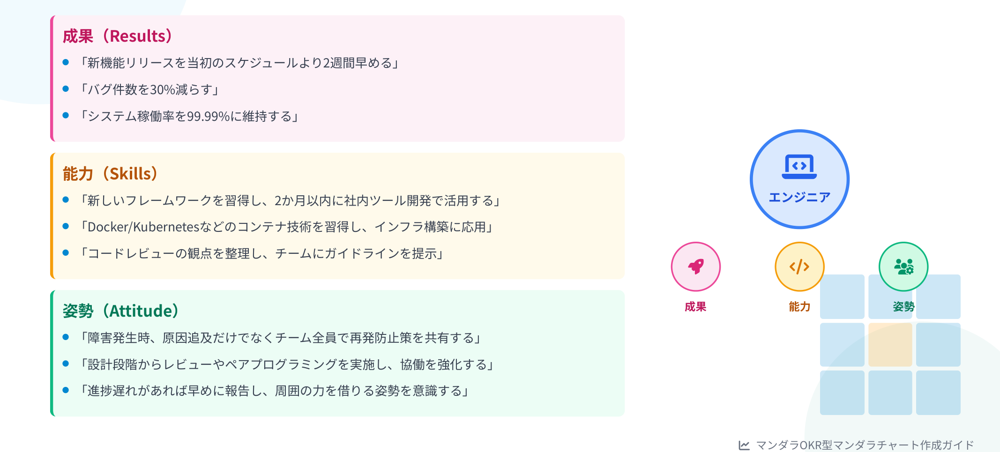 成果（Results）
「新機能リリースを当初のスケジュールより2週間早める」
「バグ件数を30%減らす」
「システム稼働率を99.99%に維持する」
能力（Skills）
「新しいフレームワークを習得し、2か月以内に社内ツール開発で活用する」
「Docker/Kubernetesなどのコンテナ技術を習得し、インフラ構築に応用」
「コードレビューの観点を整理し、チームにガイドラインを提示」
姿勢（Attitude）
「障害発生時、原因追及だけでなくチーム全員で再発防止策を共有する」
「設計段階からレビューやペアプログラミングを実施し、協働を強化する」
「進捗遅れがあれば早めに報告し、周囲の力を借りる姿勢を意識する」
エンジニア
成果
能力
姿勢
マンダラOKR型マンダラチャート作成ガイド